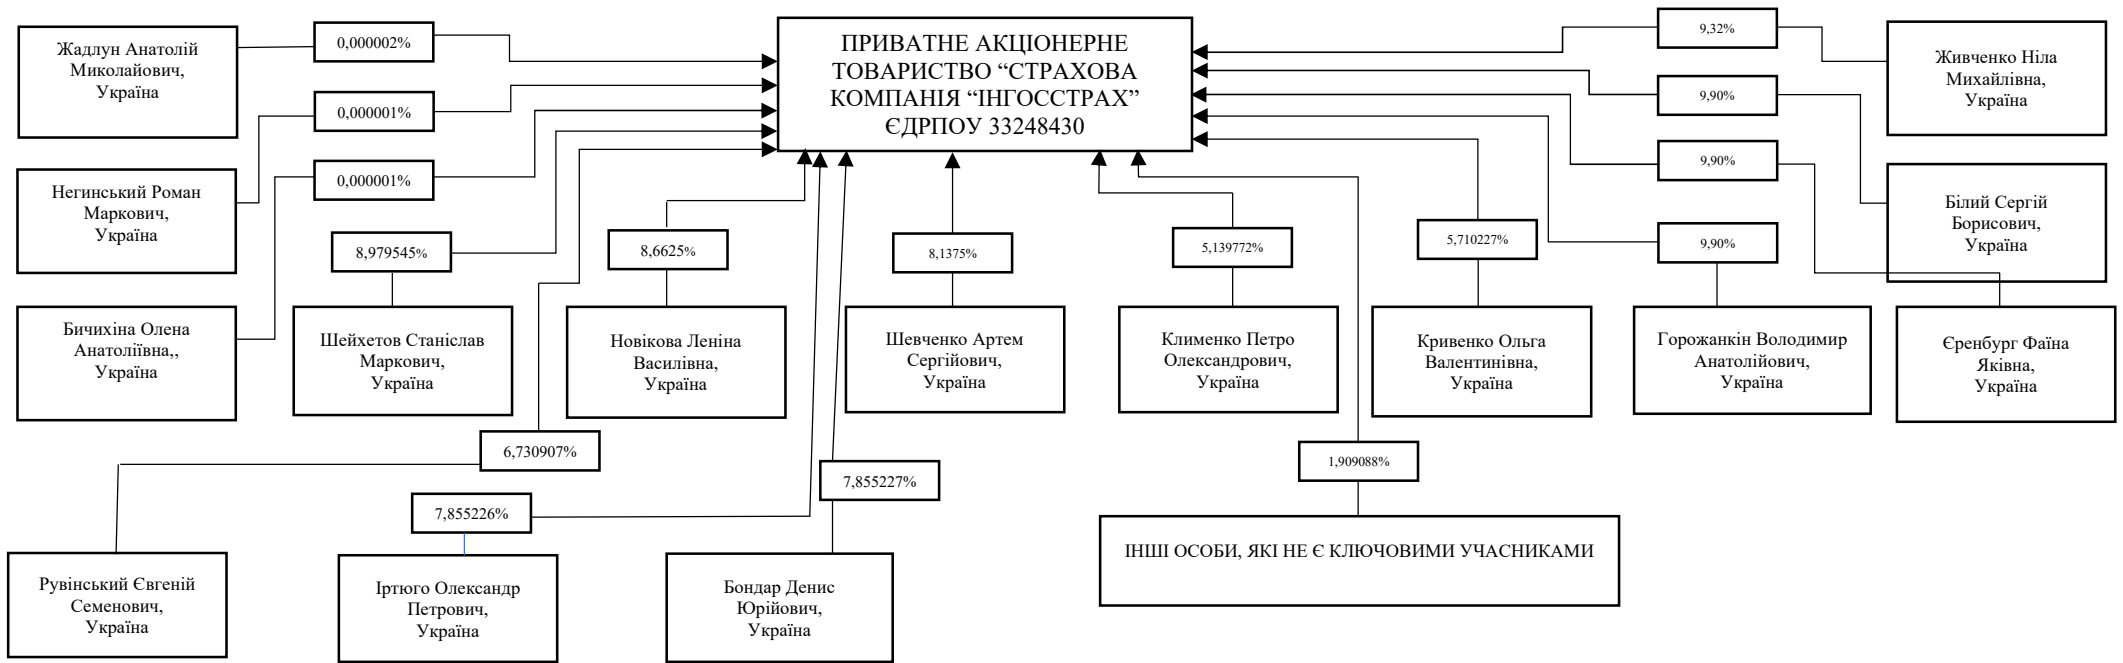 ПРИВАТНЕ АКЦІОНЕРНЕ
ТОВАРИСТВО “СТРАХОВА
КОМПАНІЯ “ІНГОССТРАХ”
ЄДРПОУ 33248430
Жадлун Анатолій
Миколайович,
Україна
0,000002%
Негинський Роман
Маркович,
Україна
0,000001%
Бичихіна Олена
Анатоліївна,,
Україна
0,000001%
8,979545%
Шейхетов Станіслав
Маркович,
Україна
8,6625%
Новікова Леніна
Василівна,
Україна
8,1375%
Шевченко Артем
Сергійович,
Україна
5,139772%
Клименко Петро
Олександрович,
Україна
5,710227%
Кривенко Ольга
Валентинівна,
Україна
9,32%
Живченко Ніла
Михайлівна,
Україна
9,90%
Білий Сергій
Борисович,
Україна
9,90%
9,90%
Горожанкін Володимир
Анатолійович,
Україна
Єренбург Фаїна
Яківна,
Україна
6,730907%
Рувінський Євгеній
Семенович,
Україна
7,855226%
Іртюго Олександр
Петрович,
Україна
7,855227%
Бондар Денис
Юрійович,
Україна
1,909088%
ІНШІ ОСОБИ, ЯКІ НЕ Є КЛЮЧОВИМИ УЧАСНИКАМИ